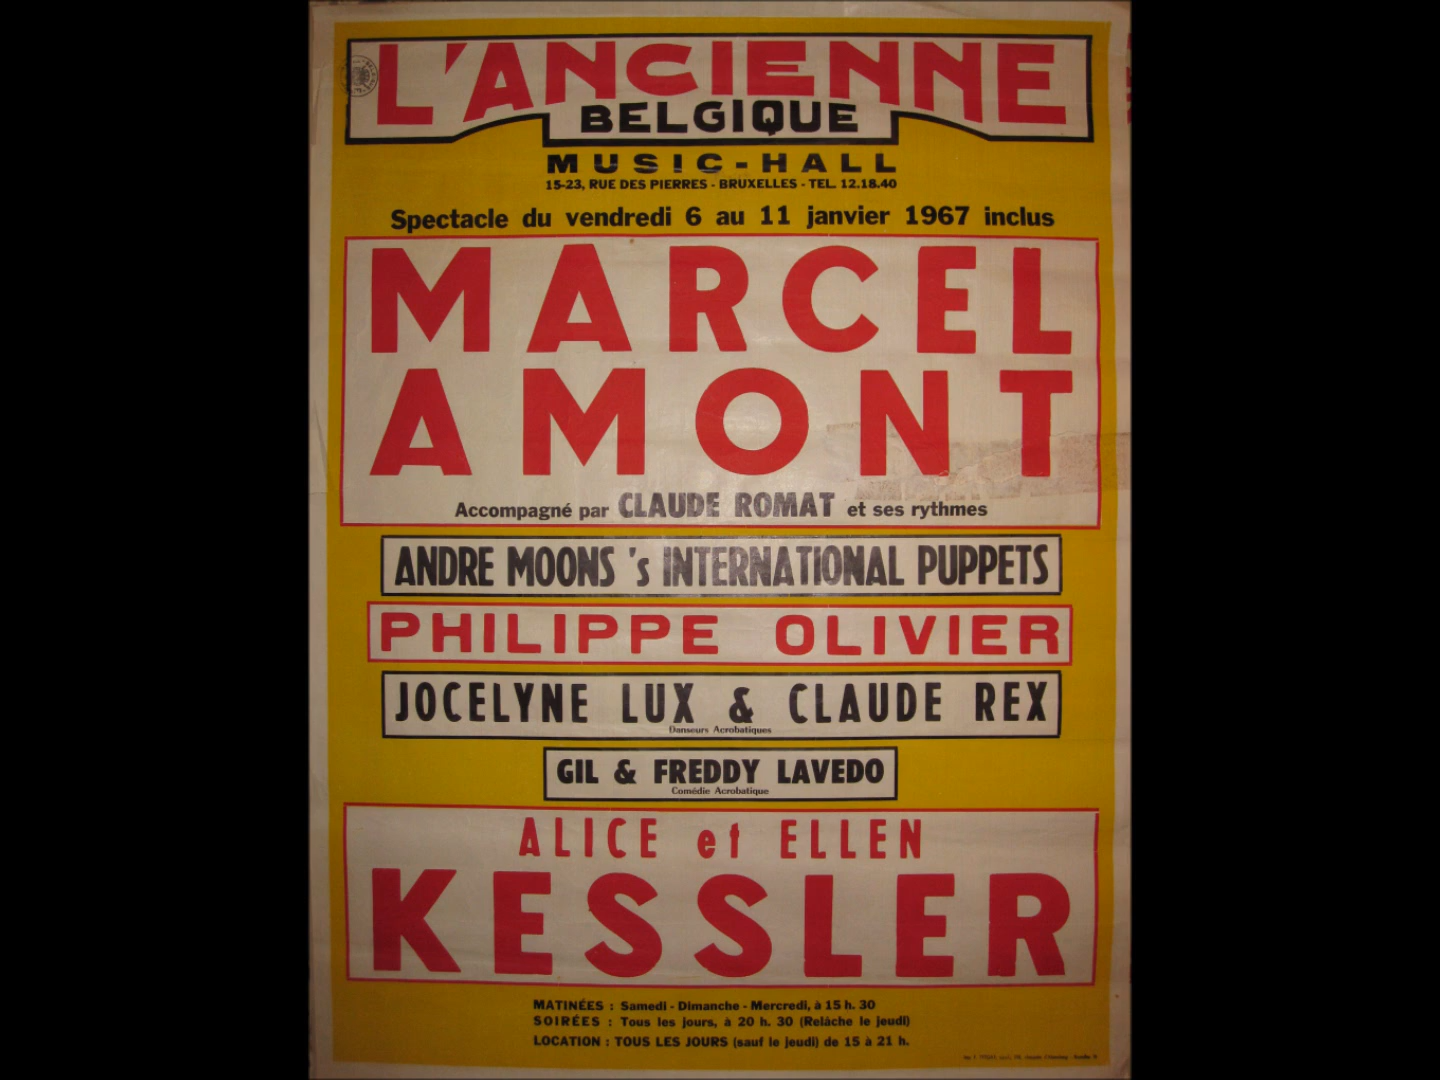 L'ANCIENNE
BELGIQUE
MUSIC-HALL
15-23, RUE DES PIERRES - BRUXELLES - TEL. 12.18.40
Spectacle du vendredi 6 au 11 janvier 1967 inclus
MARCEL
AMONT
Accompagné par CLAUDE ROMAT et ses rythmes
ANDRE MOONS 's INTERNATIONAL PUPPETS
PHILIPPE OLIVIER
JOCELYNE LUX & CLAUDE REX
Danseurs Acrobatiques
GIL & FREDDY LAVEDO
Comédie Acrobatique
ALICE et ELLEN
KESSLER
MATINÉES : Samedi - Dimanche - Mercredi, à 15 h. 30
SOIRÉES : Tous les jours, à 20 h. 30 (Relâche le jeudi)
LOCATION : TOUS LES JOURS (sauf le jeudi) de 15 à 21 h.